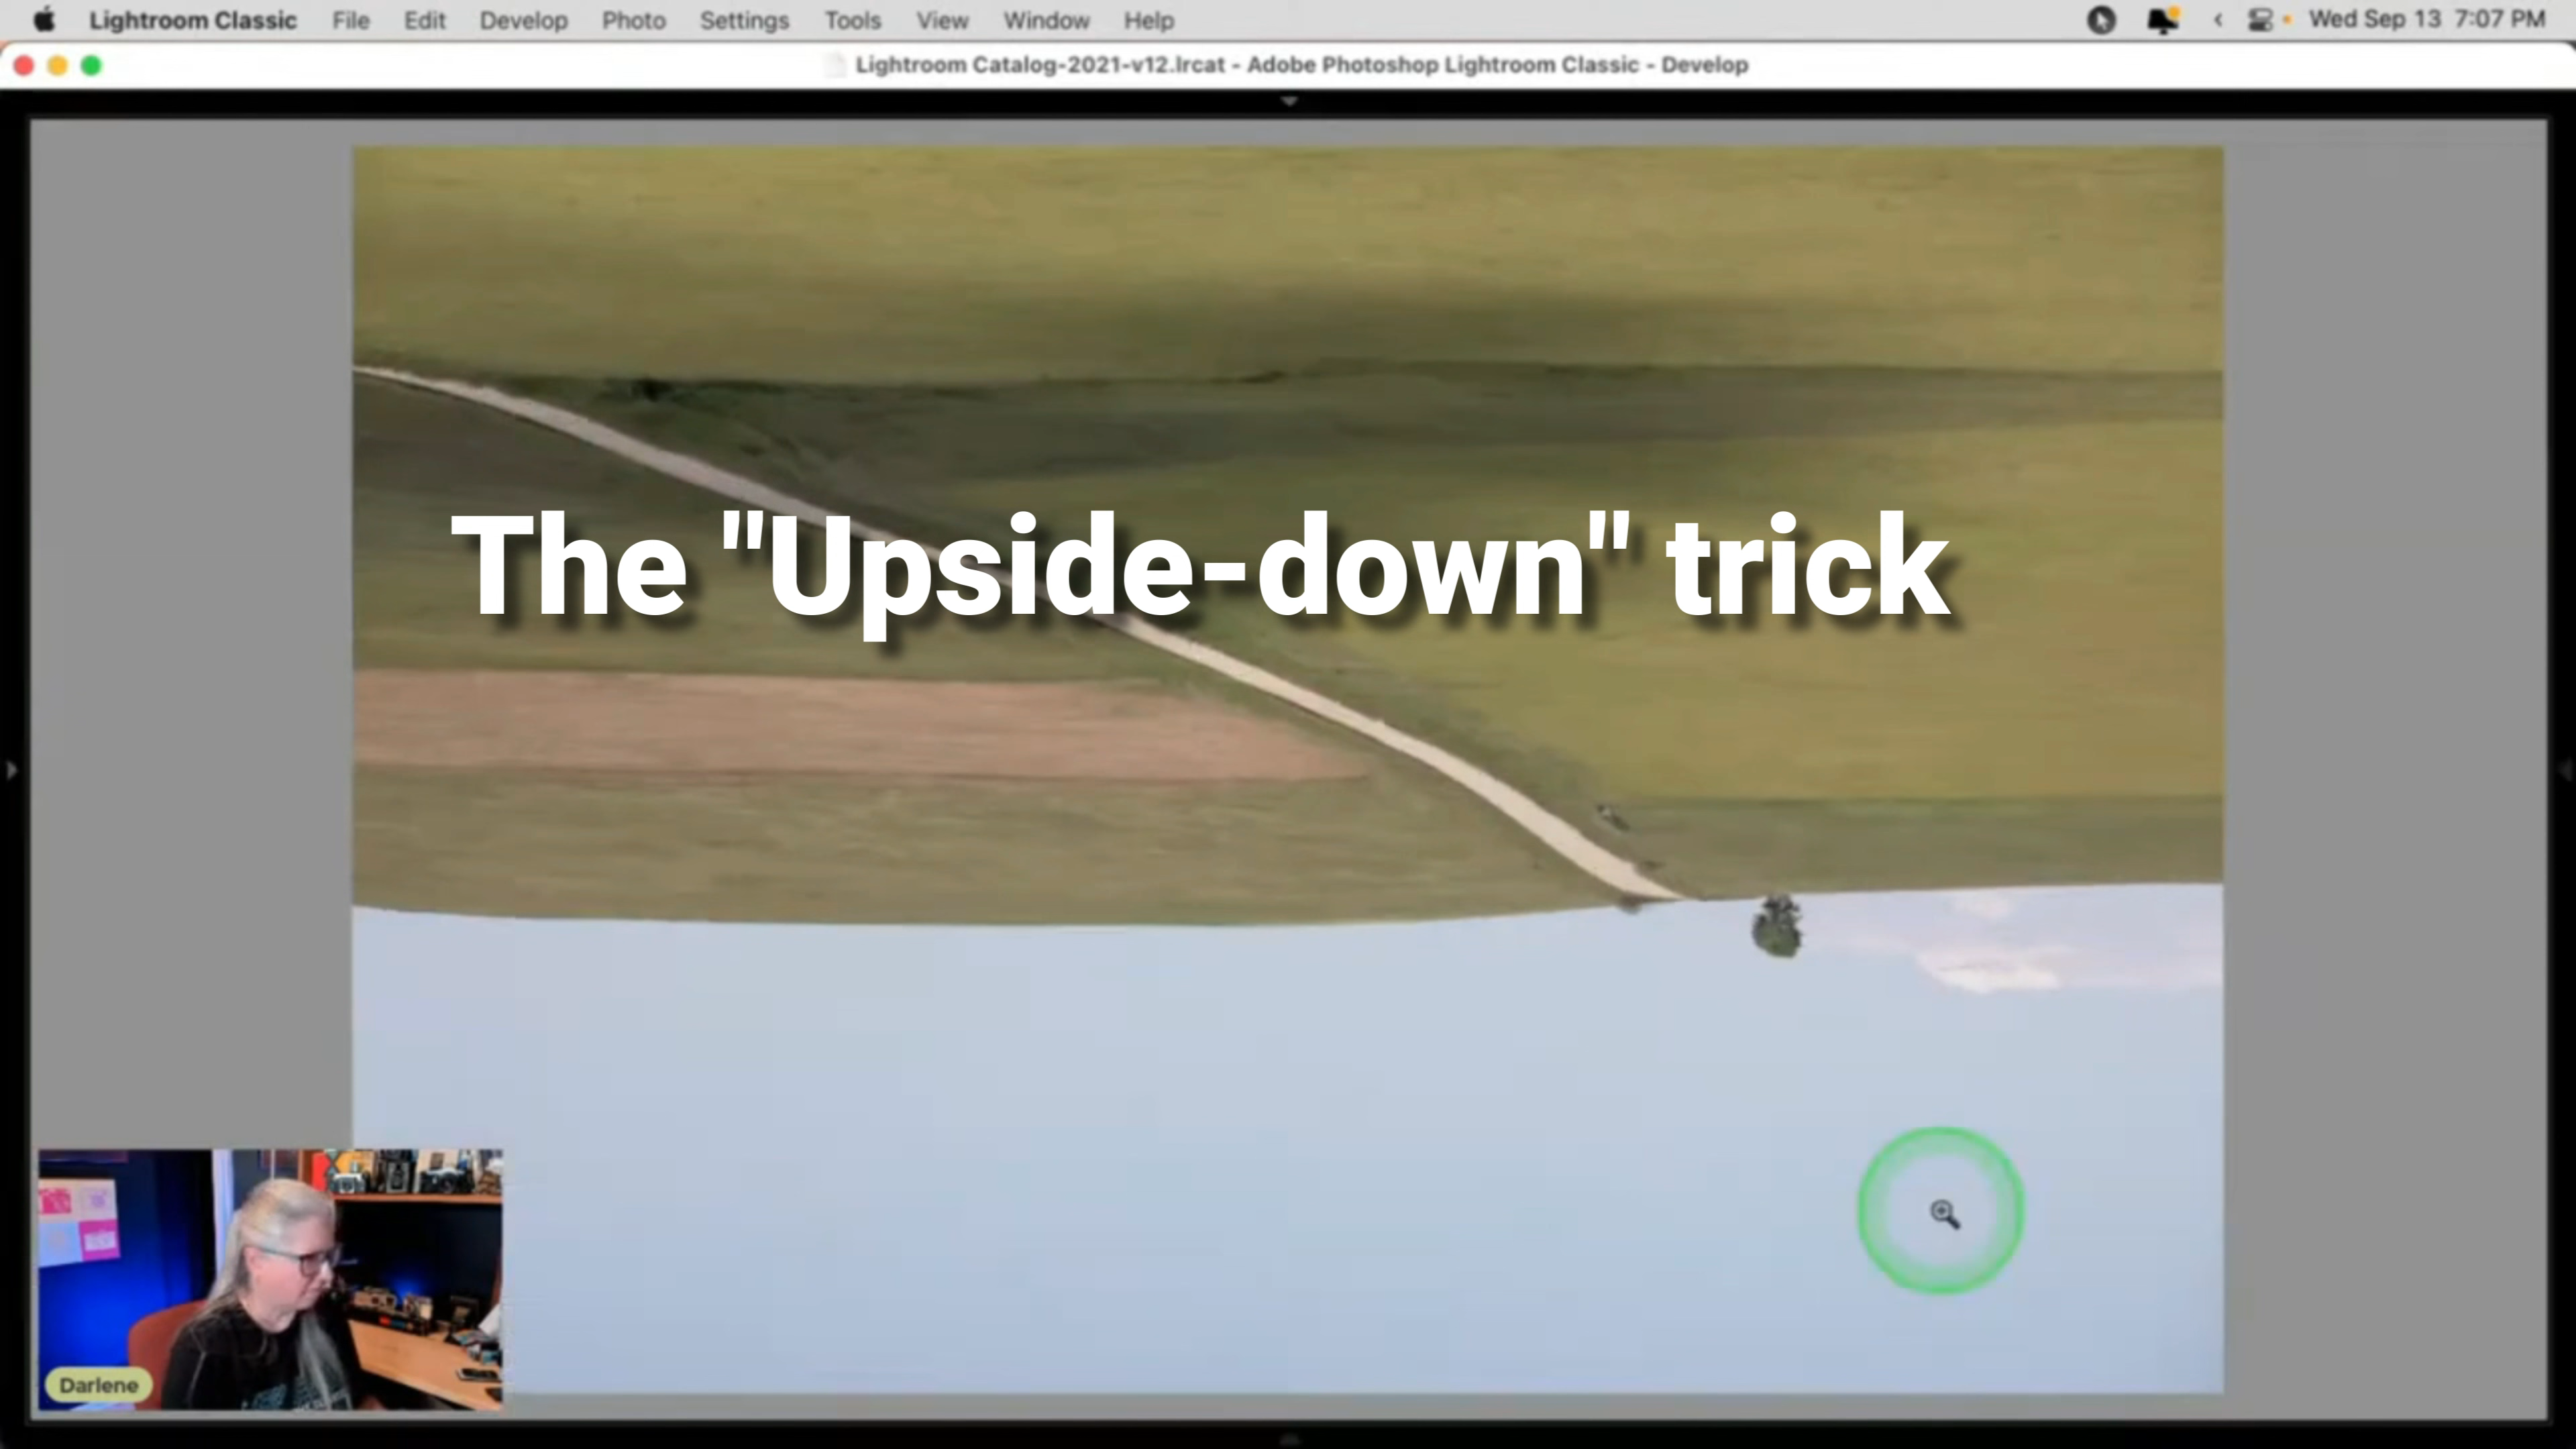 Lightroom Classic File Edit Develop Photo Settings Tools View Window Help Wed Sep 13 7:07 PM
Lightroom Catalog-2021-v12.lrcat - Adobe Photoshop Lightroom Classic - Develop
The "Upside-down" trick
Darlene